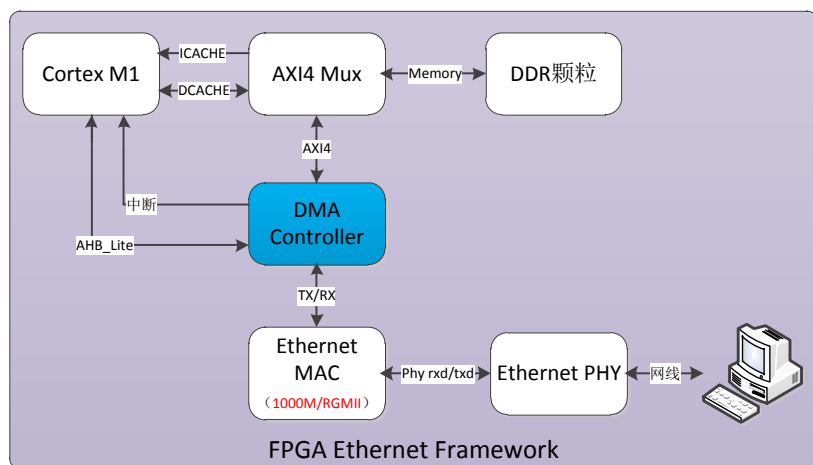 ICACHE
Cortex M1
AXI4 Mux
Memory
DDR颗粒
DCACHE
AXI4
中断
DMA
Controller
AHB_Lite
TX/RX
Ethernet
MAC
（1000M/RGMII）
Phy rxd/txd
Ethernet PHY
网线
FPGA Ethernet Framework